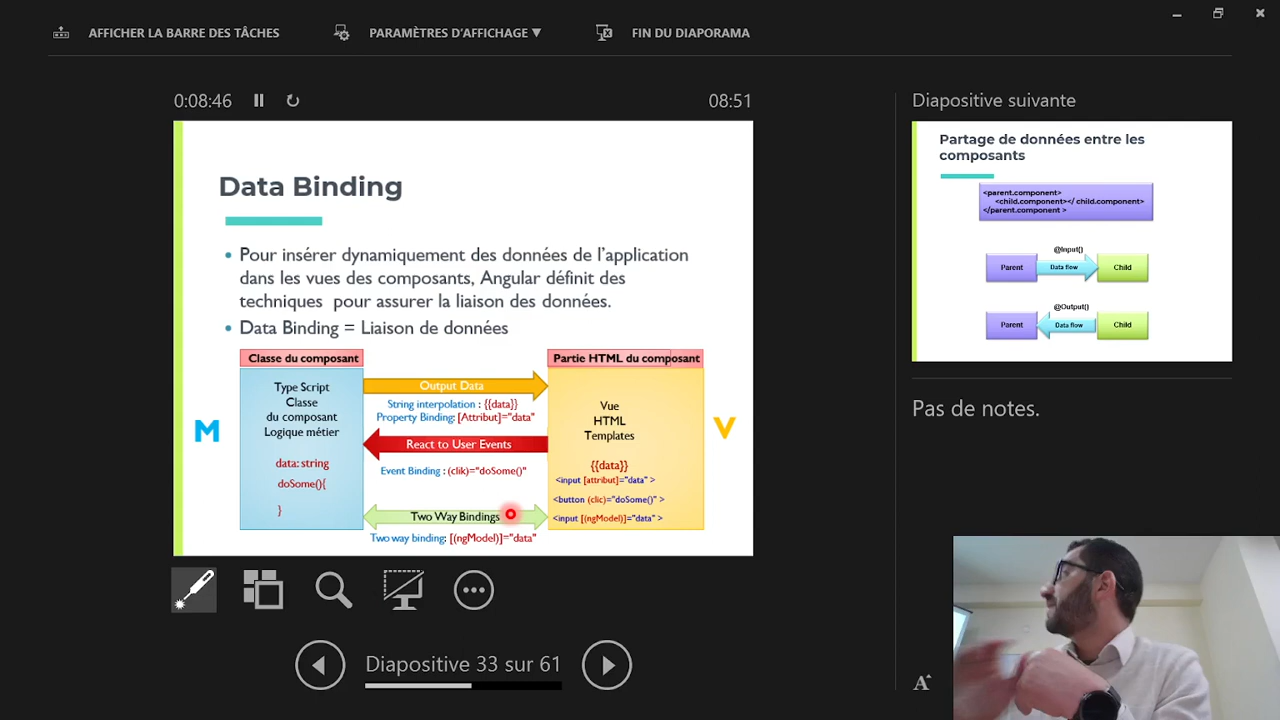 AFFICHER LA BARRE DES TÂCHES
PARAMÈTRES D'AFFICHAGE ▼
FIN DU DIAPORAMA
0:08:46
08:51
Data Binding
• Pour insérer dynamiquement des données de l'application
dans les vues des composants, Angular définit des
techniques pour assurer la liaison des données.
• Data Binding = Liaison de données
Classe du composant
Type Script
Classe
du composant
Logique métier
data: string
doSome(){
}
M
Output Data
String interpolation : {{data}}
Property Binding: [Attribut]="data"
React to User Events
Event Binding : (clik)="doSome()"
Two Way Bindings
Two way binding: [(ngModel)]="data"
Partie HTML du composant
Vue
HTML
Templates
{{data}}
<input [attribut]="data" >
<button (clic)="doSome()" >
<input [(ngModel)]="data" >
V
Diapositive 33 sur 61
Diapositive suivante
Partage de données entre les
composants
<parent.component>
<child.component></ child.component>
</parent.component >
@Input()
Parent
Data flow
Child
@Output()
Parent
Data flow
Child
Pas de notes.
A